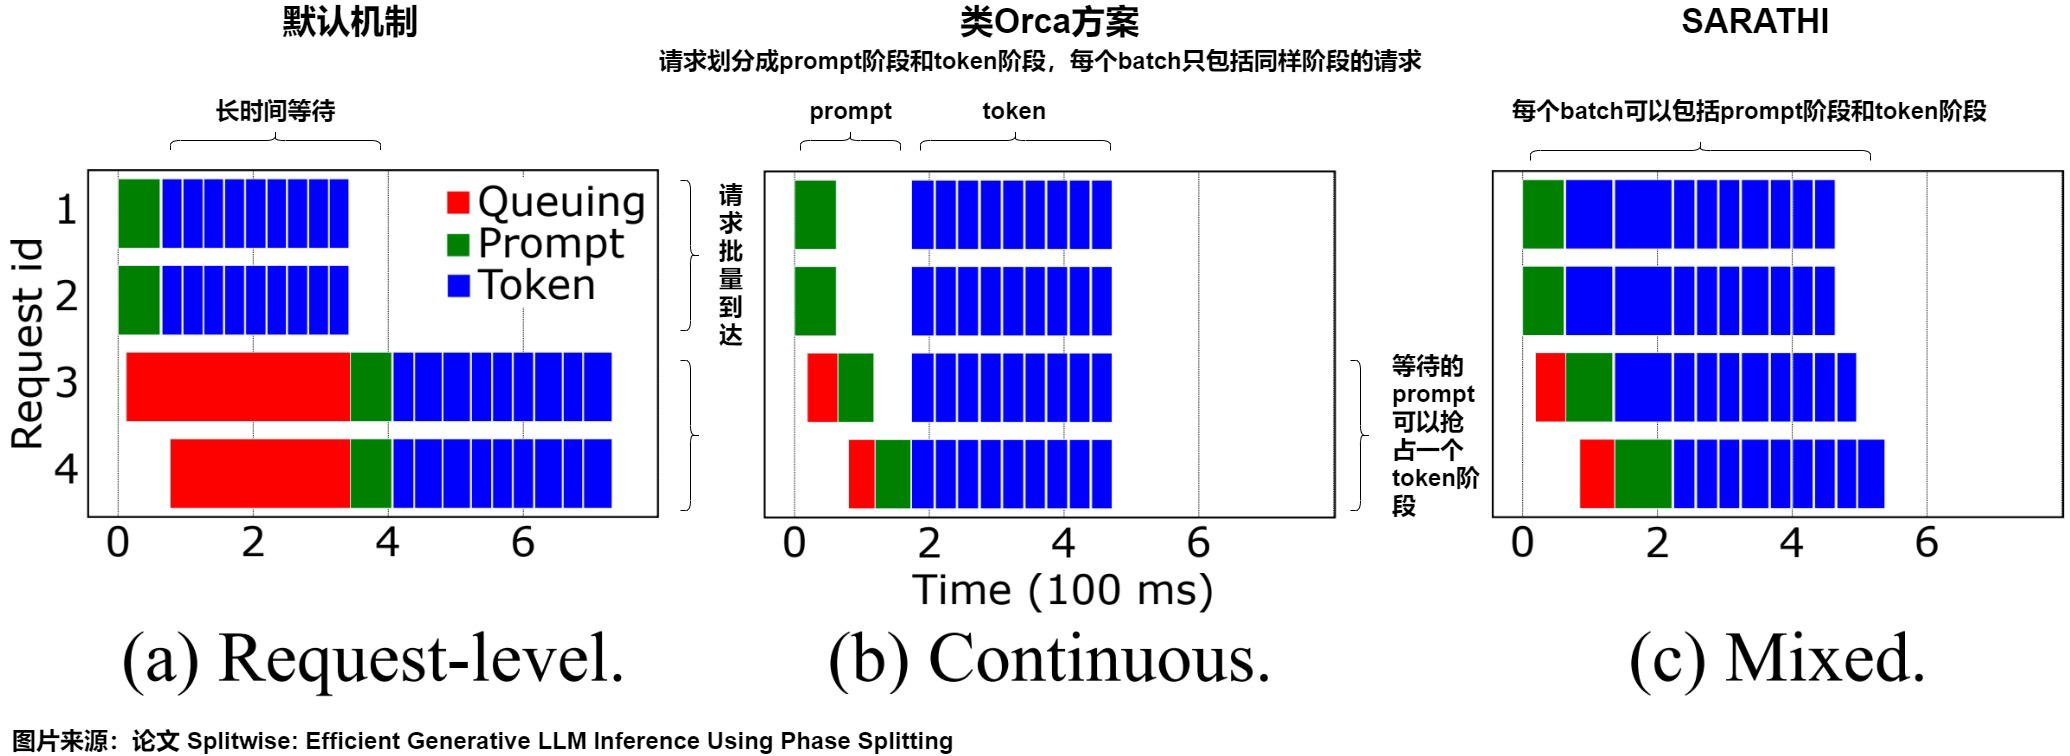 默认机制
类Orca方案
SARATHI
请求划分成prompt阶段和token阶段，每个batch只包括同样阶段的请求
长时间等待
prompt
token
每个batch可以包括prompt阶段和token阶段
Request id
1
2
3
4
Queuing
Prompt
Token
0
2
4
6
请
求
批
量
到
达
0
2
4
6
Time (100 ms)
等待的
prompt
可以抢
占一个
token阶
段
0
2
4
6
(a) Request-level.
(b) Continuous.
(c) Mixed.
图片来源：论文 Splitwise: Efficient Generative LLM Inference Using Phase Splitting